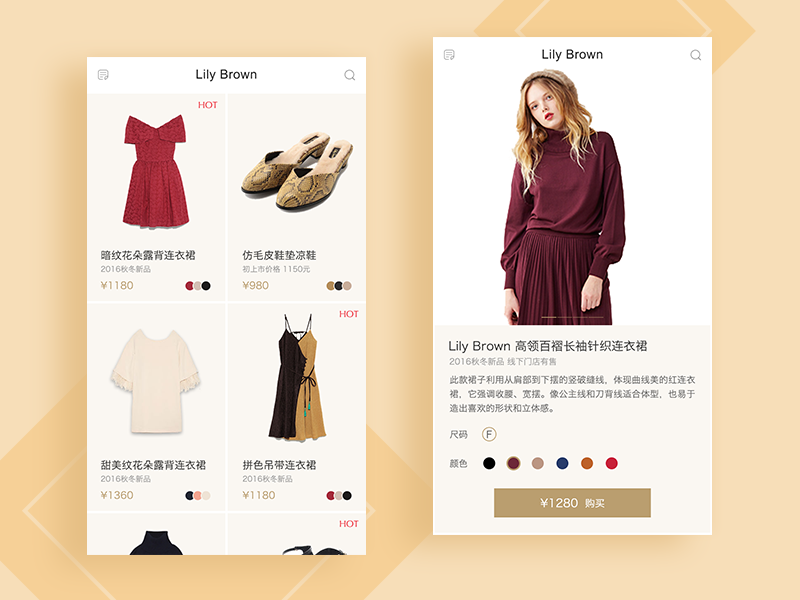 Lily Brown
HOT
暗纹花朵露背连衣裙
2016秋冬新品
¥1180
仿毛皮鞋垫凉鞋
初上市价格 1150元
¥980
HOT
甜美纹花朵露背连衣裙
2016秋冬新品
¥1360
拼色吊带连衣裙
2016秋冬新品
¥1180
HOT
Lily Brown
Lily Brown 高领百褶长袖针织连衣裙
2016秋冬新品 线下门店有售
此款裙子利用从肩部到下摆的竖破缝线，体现曲线美的红连衣
裙，它强调收腰、宽摆。像公主线和刀背线适合体型，也易于
造出喜欢的形状和立体感。
尺码 F
颜色
¥1280 购买